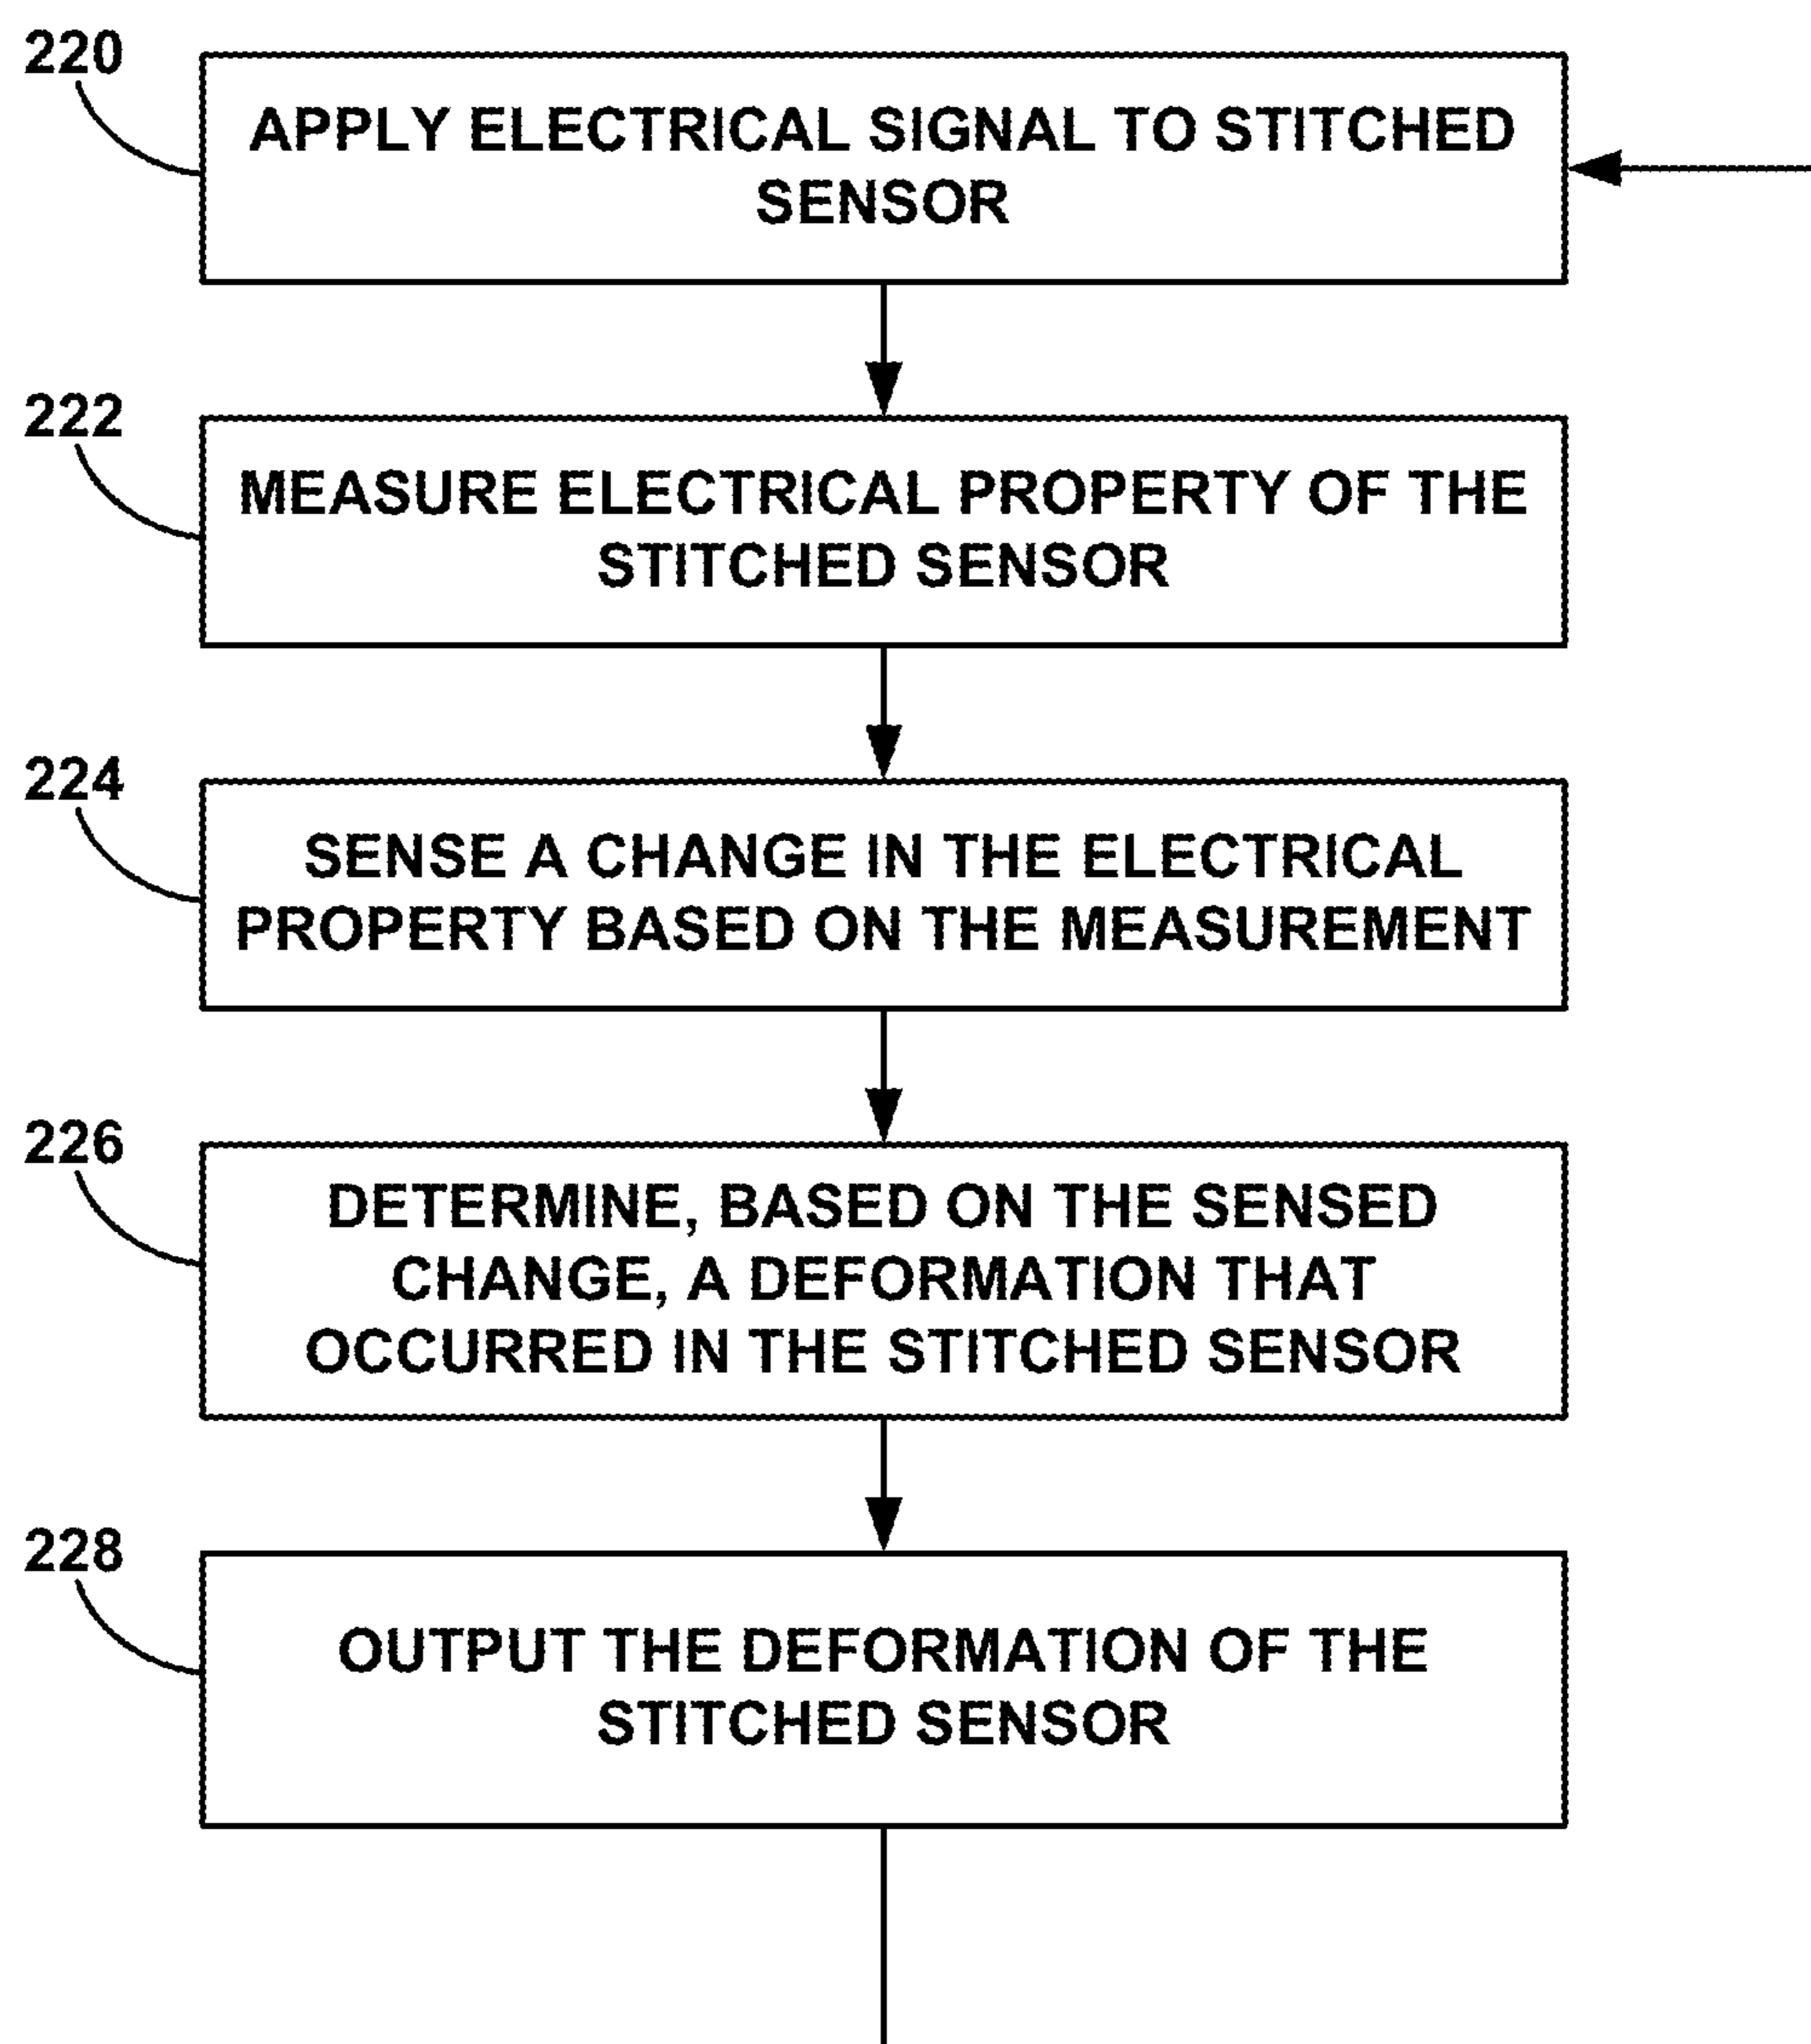 220
APPLY ELECTRICAL SIGNAL TO STITCHED
SENSOR
222
MEASURE ELECTRICAL PROPERTY OF THE
STITCHED SENSOR
224
SENSE A CHANGE IN THE ELECTRICAL
PROPERTY BASED ON THE MEASUREMENT
226
DETERMINE, BASED ON THE SENSED
CHANGE, A DEFORMATION THAT
OCCURRED IN THE STITCHED SENSOR
228
OUTPUT THE DEFORMATION OF THE
STITCHED SENSOR